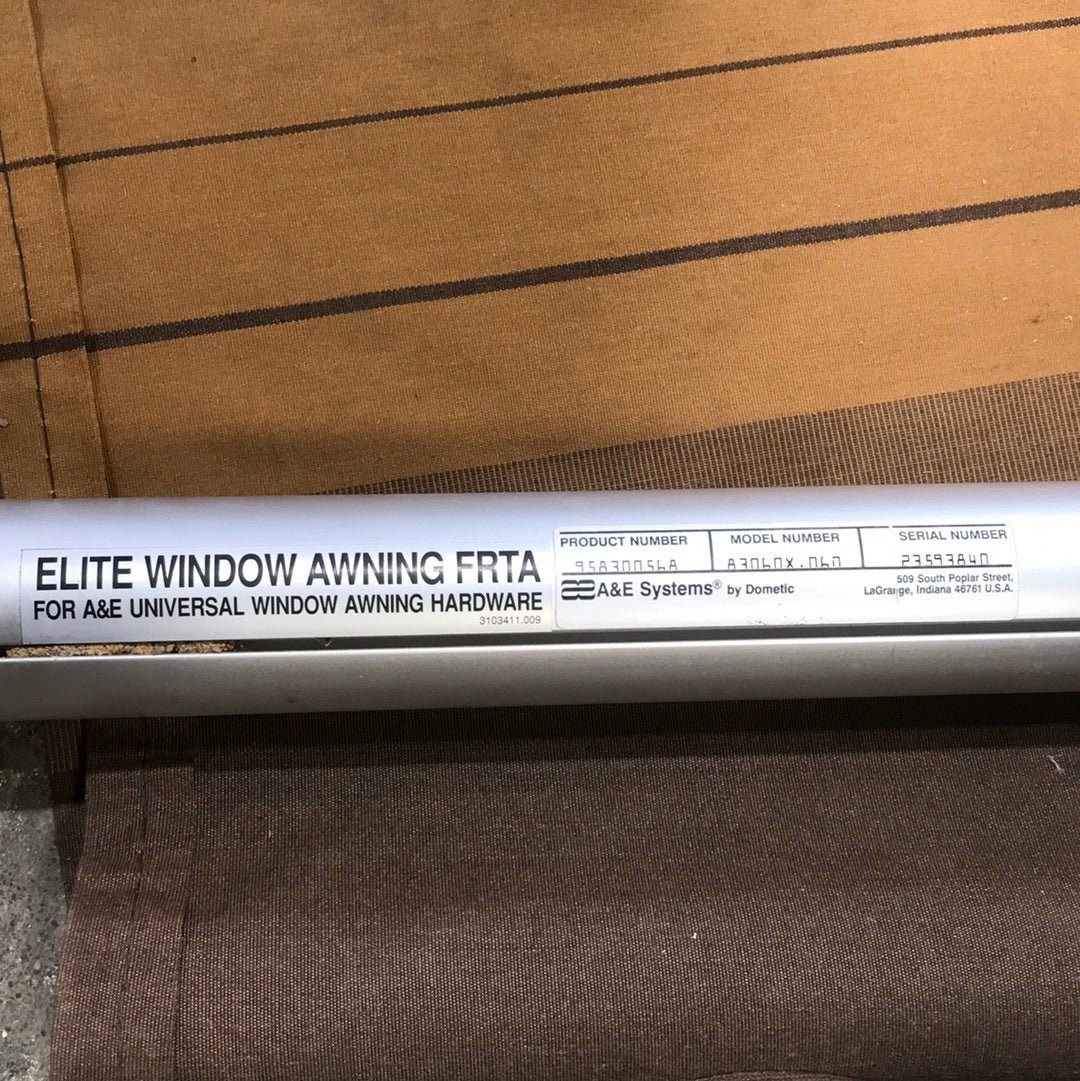 ELITE WINDOW AWNING FRTA
FOR A&E UNIVERSAL WINDOW AWNING HARDWARE
3103411.009
PRODUCT NUMBER MODEL NUMBER SERIAL NUMBER
95A30056A 83060X.060 23593840
A&E Systems® by Dometic
509 South Poplar Street,
LaGrange, Indiana 46761 U.S.A.